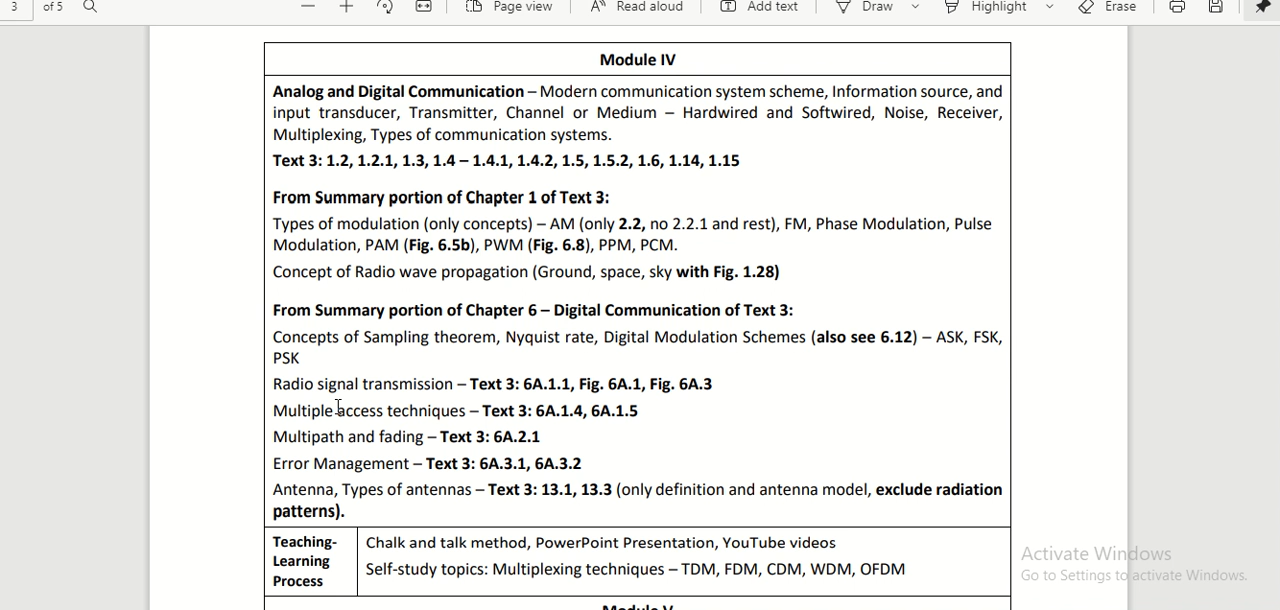 3 of 5 Page view Read aloud Add text Draw Highlight Erase
Module IV
Analog and Digital Communication – Modern communication system scheme, Information source, and
input transducer, Transmitter, Channel or Medium – Hardwired and Softwired, Noise, Receiver,
Multiplexing, Types of communication systems.
Text 3: 1.2, 1.2.1, 1.3, 1.4 – 1.4.1, 1.4.2, 1.5, 1.5.2, 1.6, 1.14, 1.15
From Summary portion of Chapter 1 of Text 3:
Types of modulation (only concepts) – AM (only 2.2, no 2.2.1 and rest), FM, Phase Modulation, Pulse
Modulation, PAM (Fig. 6.5b), PWM (Fig. 6.8), PPM, PCM.
Concept of Radio wave propagation (Ground, space, sky with Fig. 1.28)
From Summary portion of Chapter 6 – Digital Communication of Text 3:
Concepts of Sampling theorem, Nyquist rate, Digital Modulation Schemes (also see 6.12) – ASK, FSK,
PSK
Radio signal transmission – Text 3: 6A.1.1, Fig. 6A.1, Fig. 6A.3
Multiple access techniques – Text 3: 6A.1.4, 6A.1.5
Multipath and fading – Text 3: 6A.2.1
Error Management – Text 3: 6A.3.1, 6A.3.2
Antenna, Types of antennas – Text 3: 13.1, 13.3 (only definition and antenna model, exclude radiation
patterns).
Teaching-
Learning
Process
Chalk and talk method, PowerPoint Presentation, YouTube videos
Self-study topics: Multiplexing techniques – TDM, FDM, CDM, WDM, OFDM
Activate Windows
Go to Settings to activate Windows.
Module V